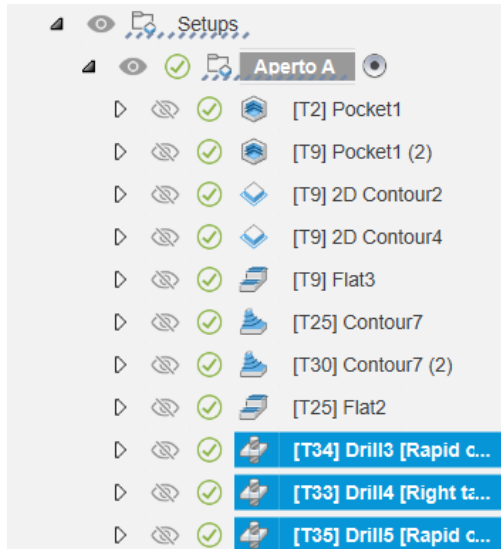 Setups
Aperto A
[T2] Pocket1
[T9] Pocket1 (2)
[T9] 2D Contour2
[T9] 2D Contour4
[T9] Flat3
[T25] Contour7
[T30] Contour7 (2)
[T25] Flat2
[T34] Drill3 [Rapid c...
[T33] Drill4 [Right ta...
[T35] Drill5 [Rapid c...